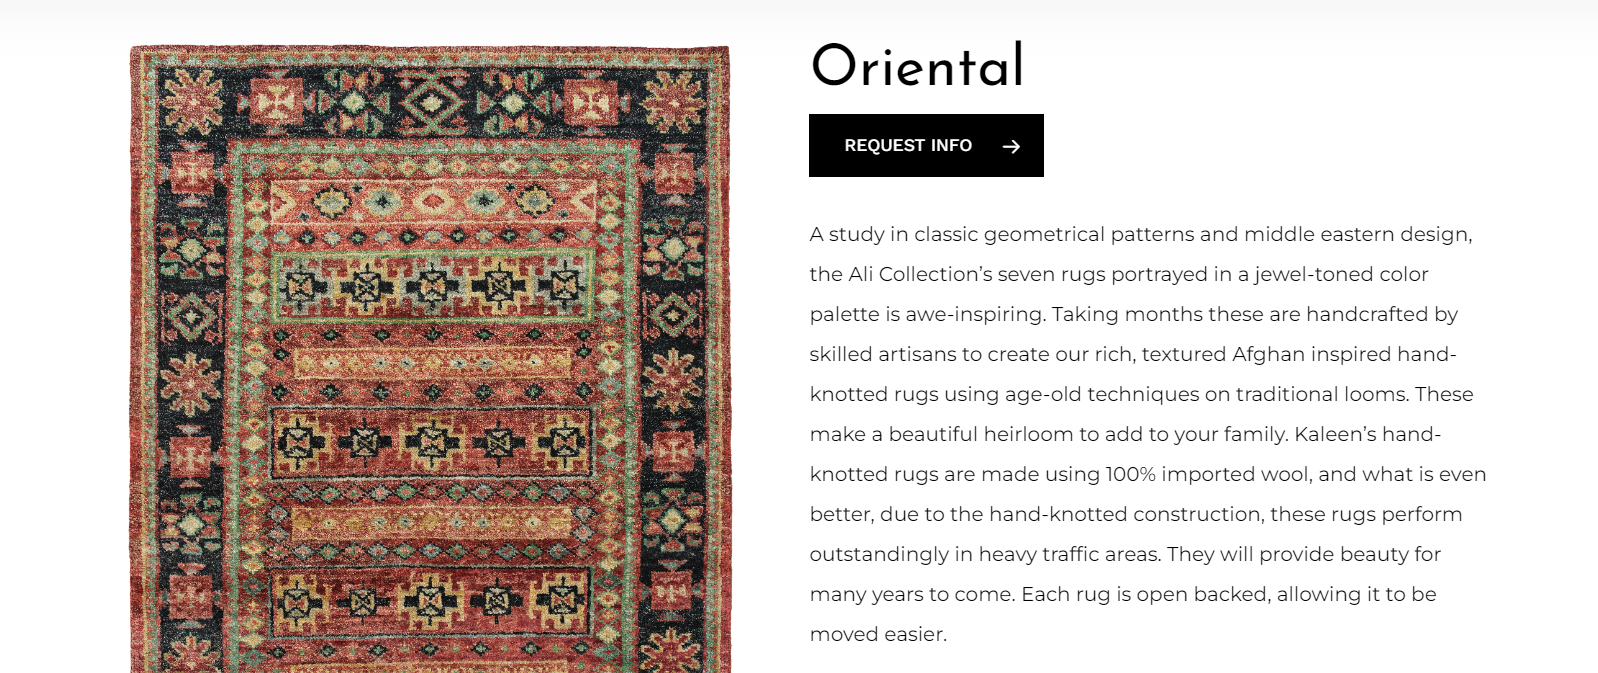 Oriental
REQUEST INFO →
A study in classic geometrical patterns and middle eastern design,
the Ali Collection’s seven rugs portrayed in a jewel-toned color
palette is awe-inspiring. Taking months these are handcrafted by
skilled artisans to create our rich, textured Afghan inspired hand-
knotted rugs using age-old techniques on traditional looms. These
make a beautiful heirloom to add to your family. Kaleen’s hand-
knotted rugs are made using 100% imported wool, and what is even
better, due to the hand-knotted construction, these rugs perform
outstandingly in heavy traffic areas. They will provide beauty for
many years to come. Each rug is open backed, allowing it to be
moved easier.